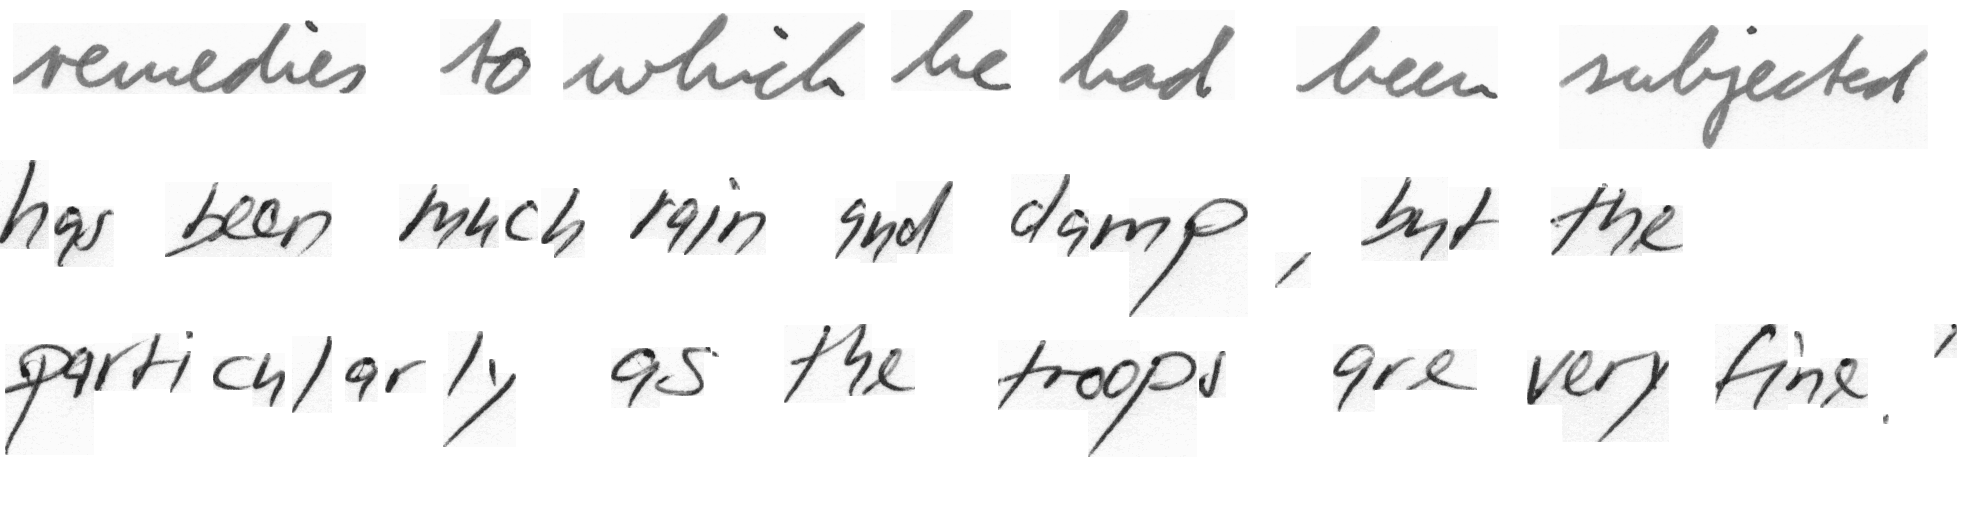 remedies to which he had been subjected
has been much rain and damp, but the
particularly as the troops are very fine.'